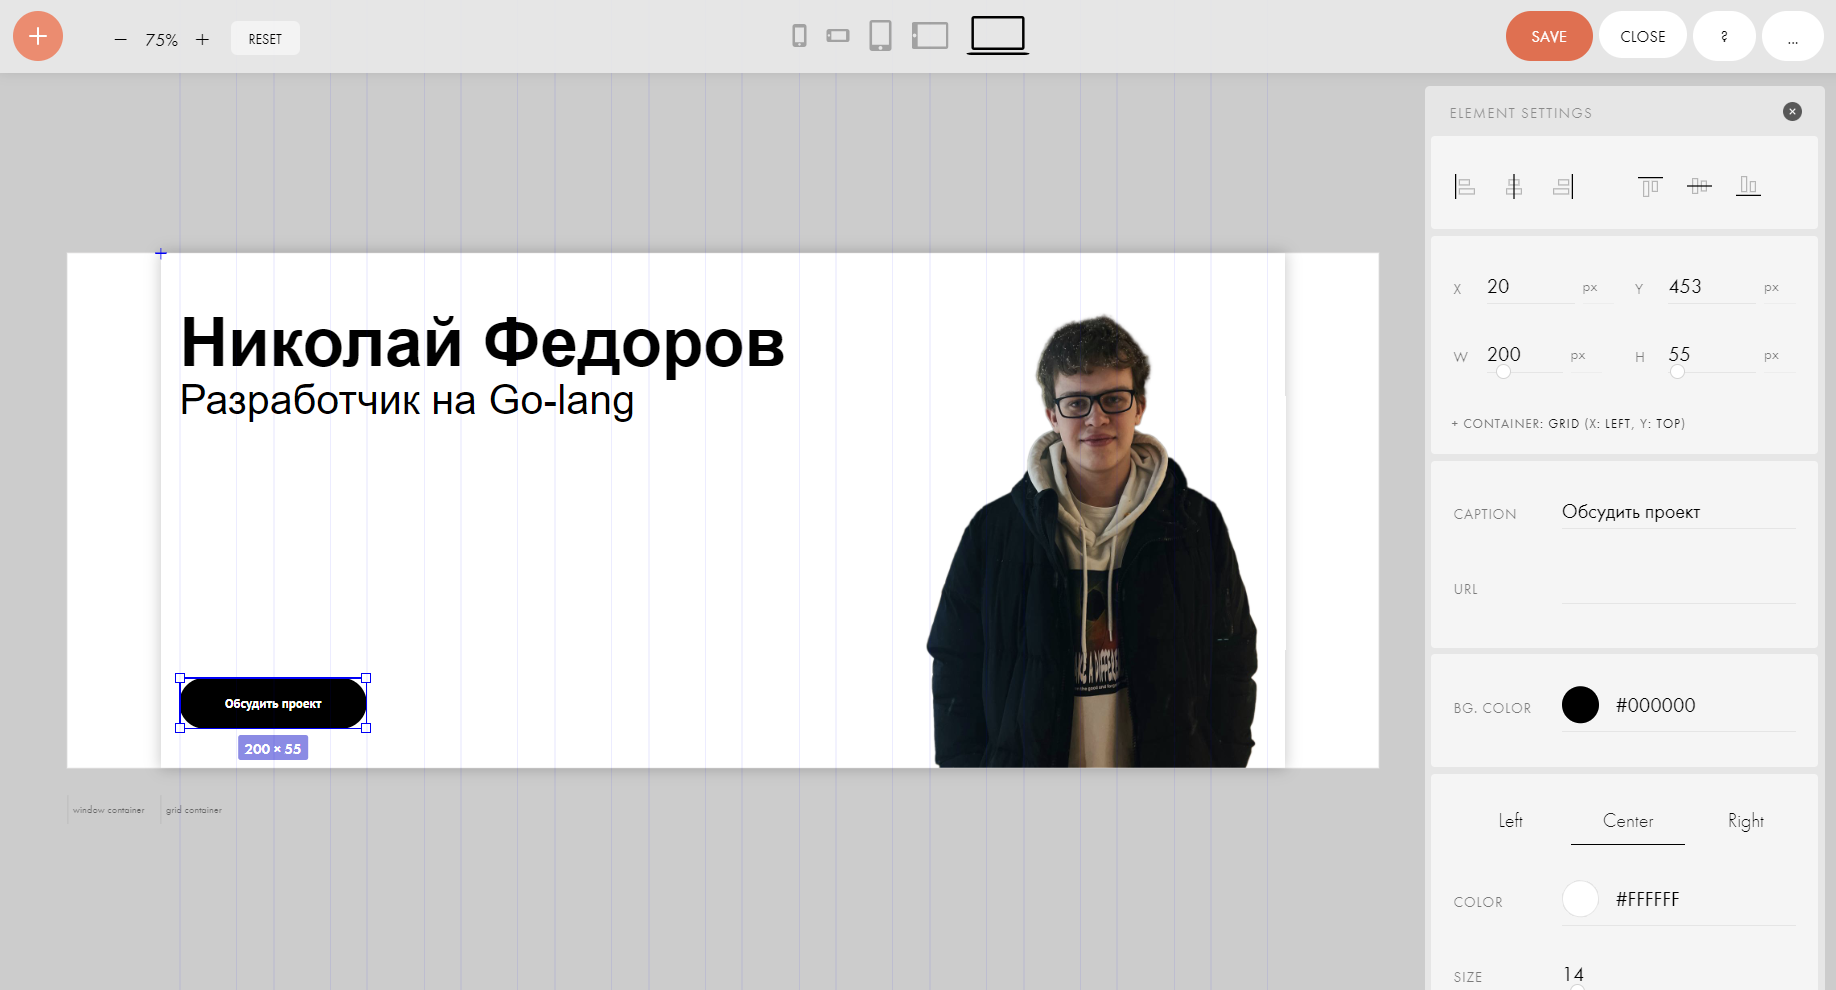 75%
RESET
SAVE
CLOSE
?
...
ELEMENT SETTINGS
X 20 px Y 453 px
W 200 px H 55 px
+ CONTAINER: GRID (X: LEFT, Y: TOP)
CAPTION Обсудить проект
URL
BG. COLOR #000000
Left Center Right
COLOR #FFFFFF
SIZE 14
Николай Федоров
Разработчик на Go-lang
Обсудить проект
200 × 55
window container
grid container